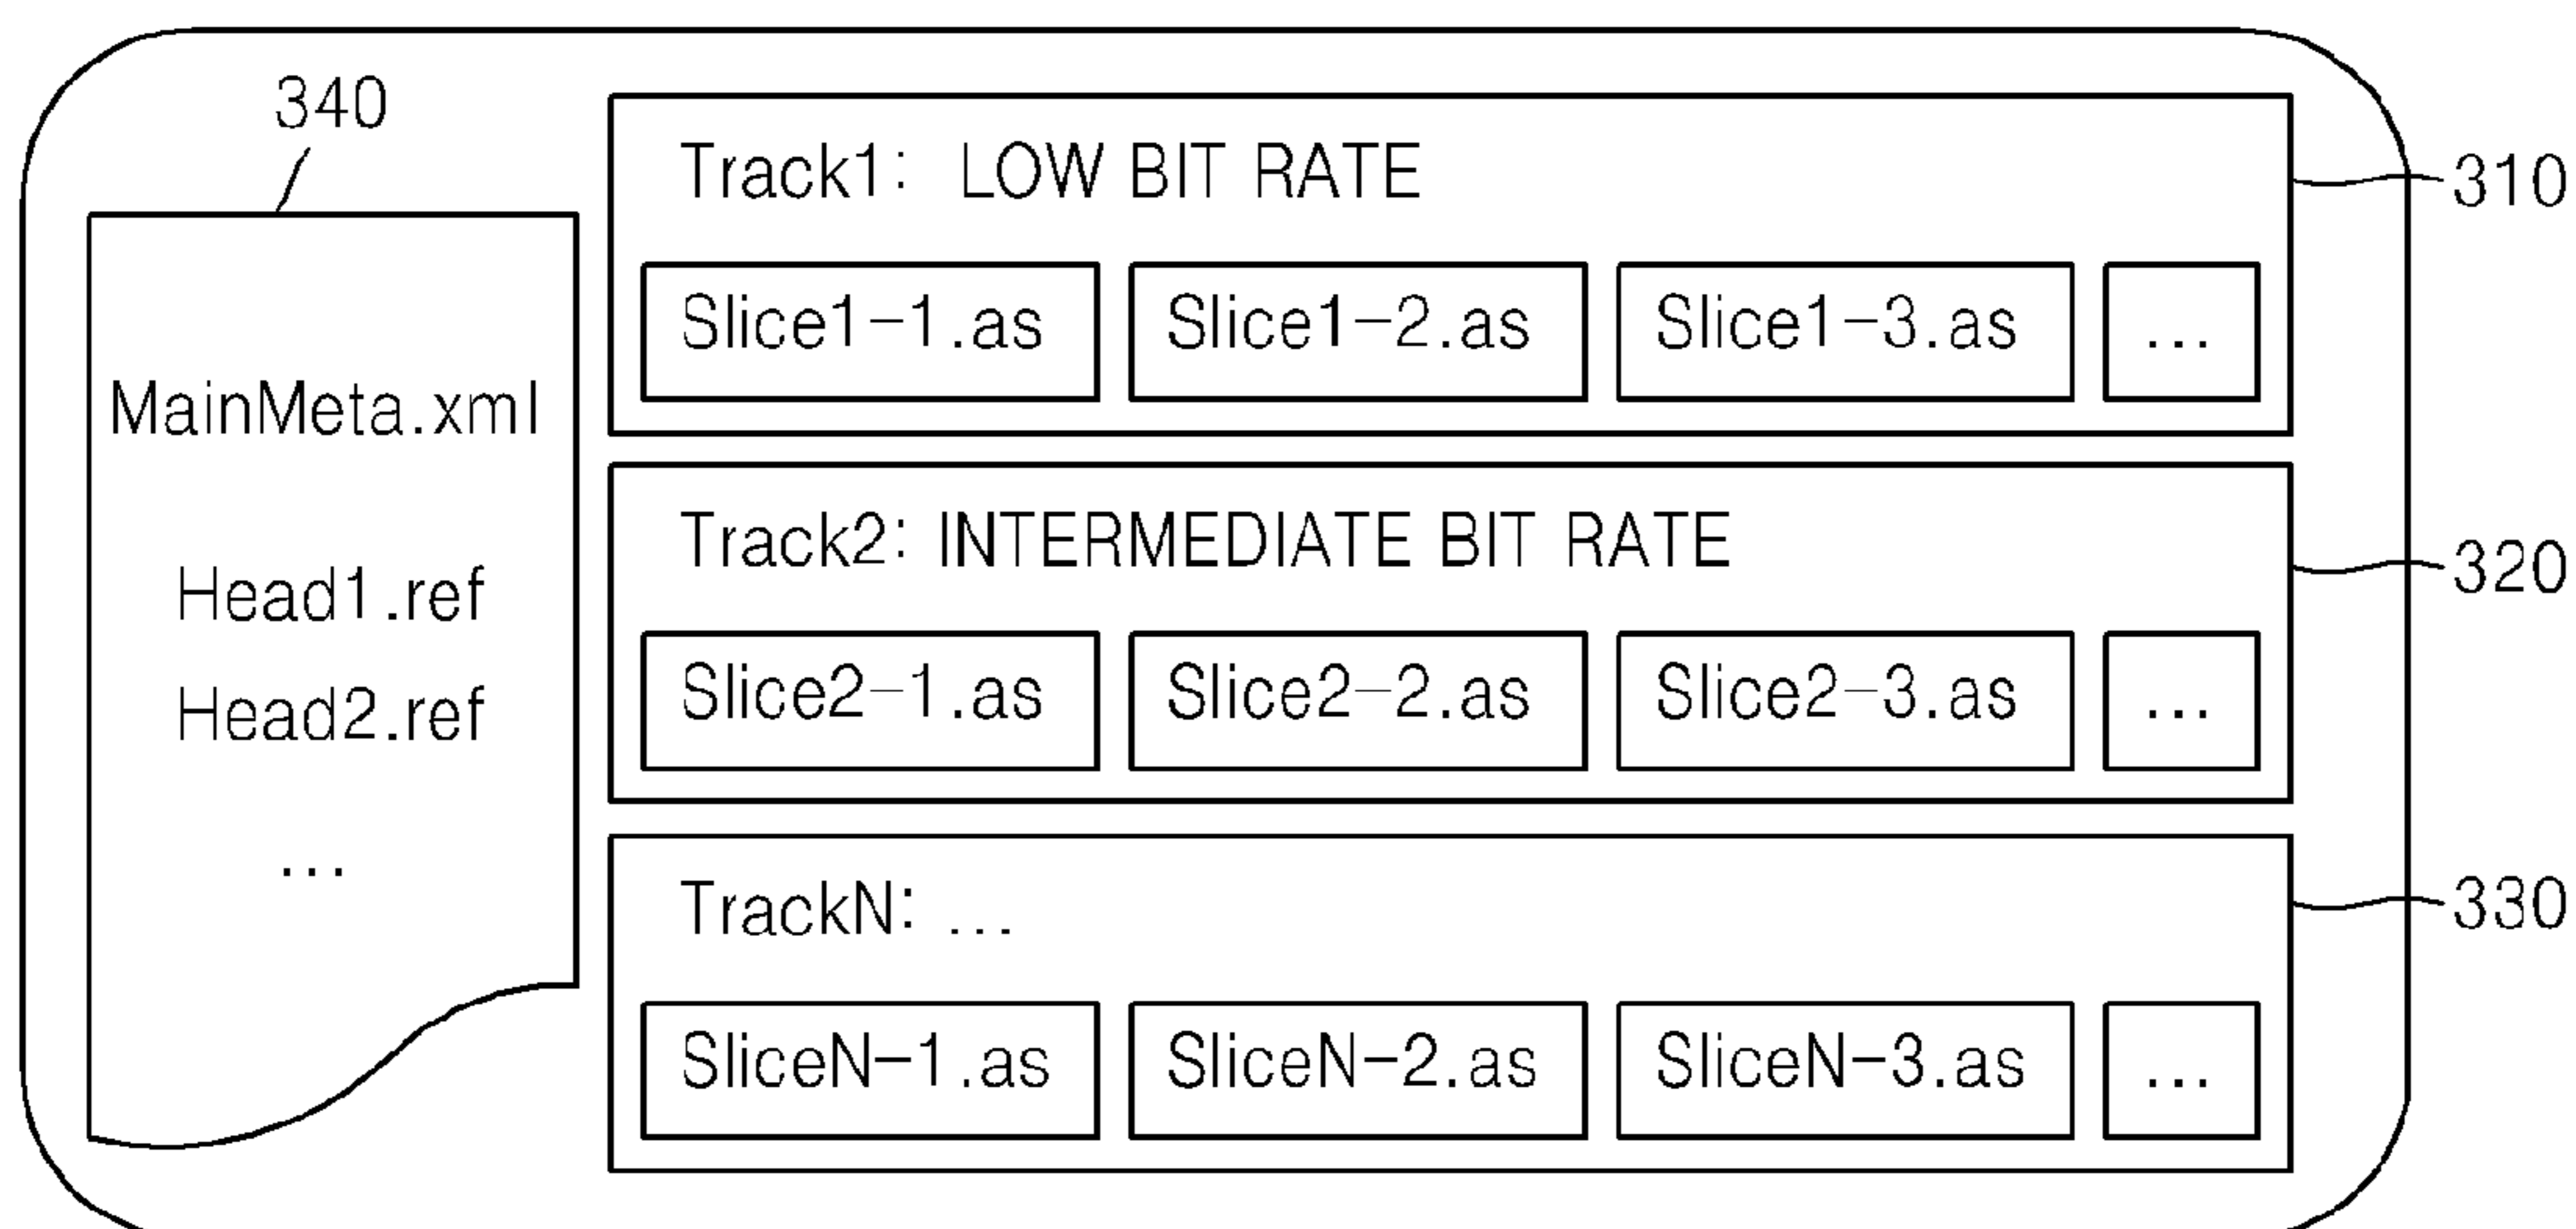 340
MainMeta.xml
Head1.ref
Head2.ref
...
Track1: LOW BIT RATE
310
Slice1-1.as
Slice1-2.as
Slice1-3.as
...
Track2: INTERMEDIATE BIT RATE
320
Slice2-1.as
Slice2-2.as
Slice2-3.as
...
TrackN: ...
330
SliceN-1.as
SliceN-2.as
SliceN-3.as
...